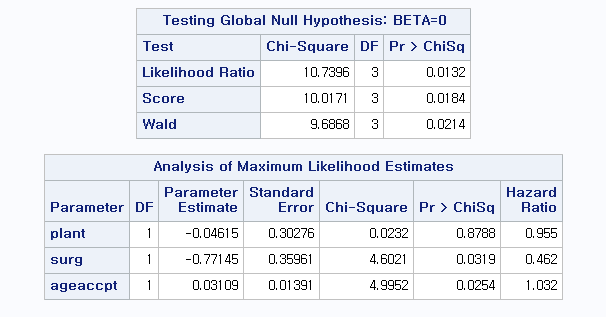 Testing Global Null Hypothesis: BETA=0
Test Chi-Square DF Pr > ChiSq
Likelihood Ratio 10.7396 3 0.0132
Score 10.0171 3 0.0184
Wald 9.6868 3 0.0214
Analysis of Maximum Likelihood Estimates
Parameter DF Parameter Estimate Standard Error Chi-Square Pr > ChiSq Hazard Ratio
plant 1 -0.04615 0.30276 0.0232 0.8788 0.955
surg 1 -0.77145 0.35961 4.6021 0.0319 0.462
ageaccpt 1 0.03109 0.01391 4.9952 0.0254 1.032